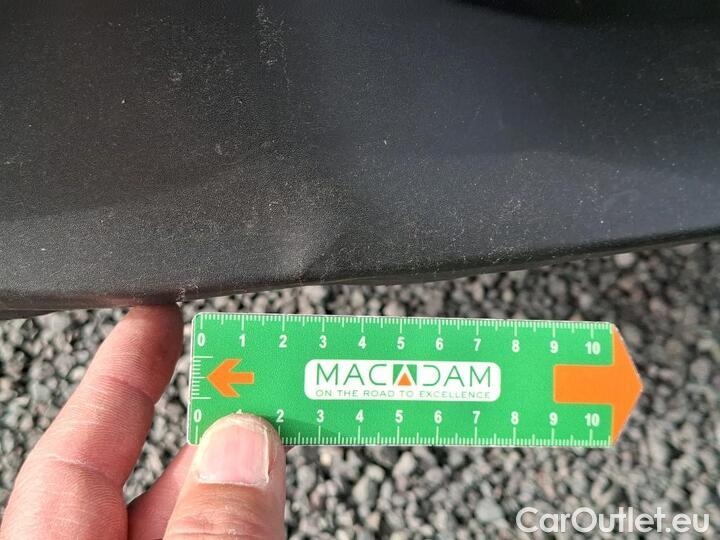 0 1 2 3 4 5 6 7 8 9 10
MACADAM
ON THE ROAD TO EXCELLENCE
0 1 2 3 4 5 6 7 8 9 10
CarOutlet.eu